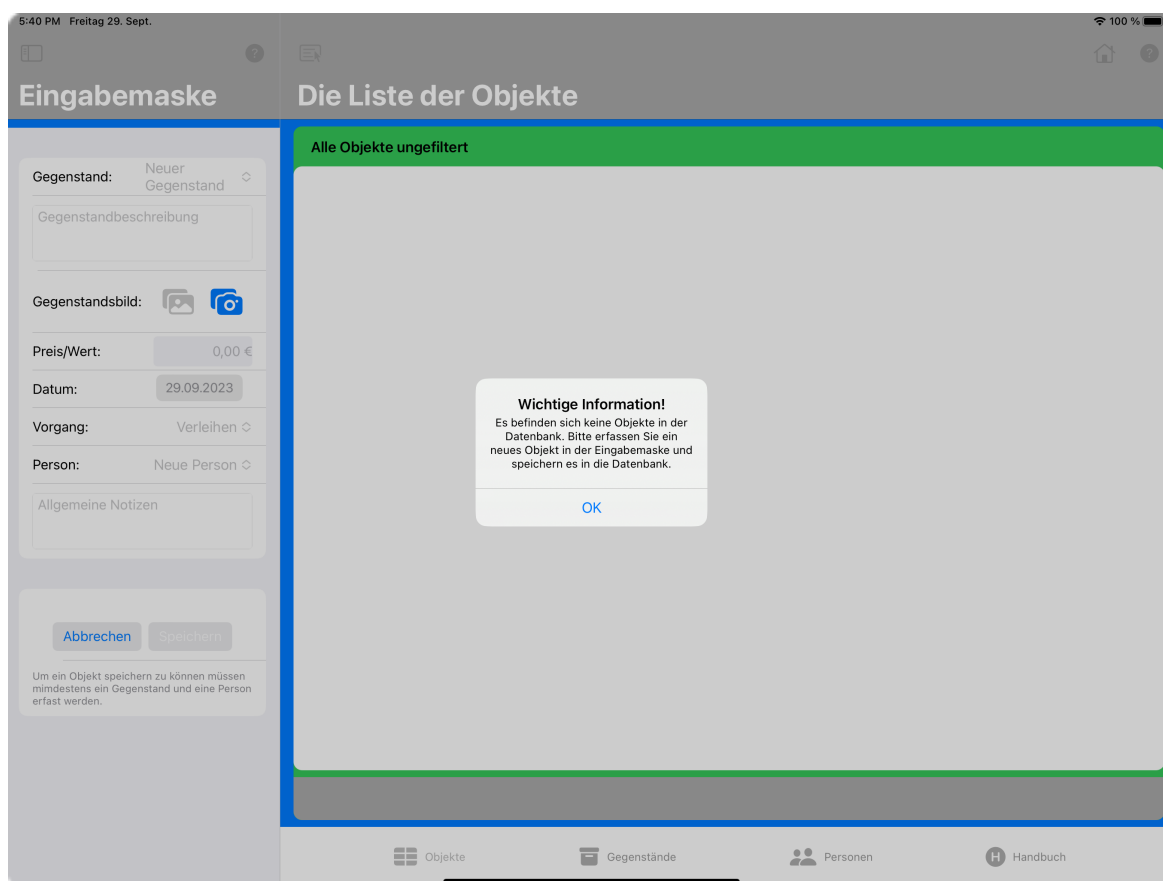 5:40 PM Freitag 29. Sept.
100 %
Eingabemaske
Die Liste der Objekte
Alle Objekte ungefiltert
Gegenstand:
Neuer
Gegenstand
Gegenstandbeschreibung
Gegenstandsbild:
Preis/Wert:
0,00 €
Datum:
29.09.2023
Vorgang:
Verleihen
Person:
Neue Person
Allgemeine Notizen
Abbrechen
Speichern
Um ein Objekt speichern zu können müssen
mimdestens ein Gegenstand und eine Person
erfast werden.
Wichtige Information!
Es befinden sich keine Objekte in der
Datenbank. Bitte erfassen Sie ein
neues Objekt in der Eingabemaske und
speichern es in die Datenbank.
OK
Objekte
Gegenstände
Personen
H Handbuch